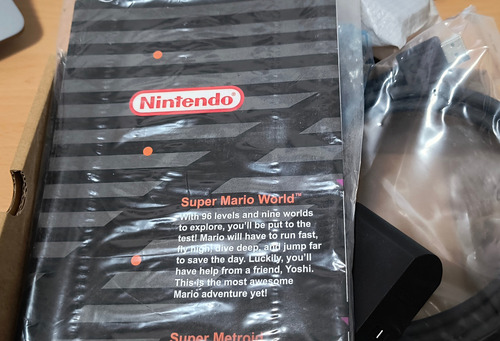 Nintendo®
Super Mario World™
With 96 levels and nine worlds
to explore, you'll be put to the
test! Mario will have to run fast,
fly high, dive deep, and jump far
to save the day. Luckily, you'll
have help from a friend, Yoshi.
This is the most awesome
Mario adventure yet!
Super Metroid